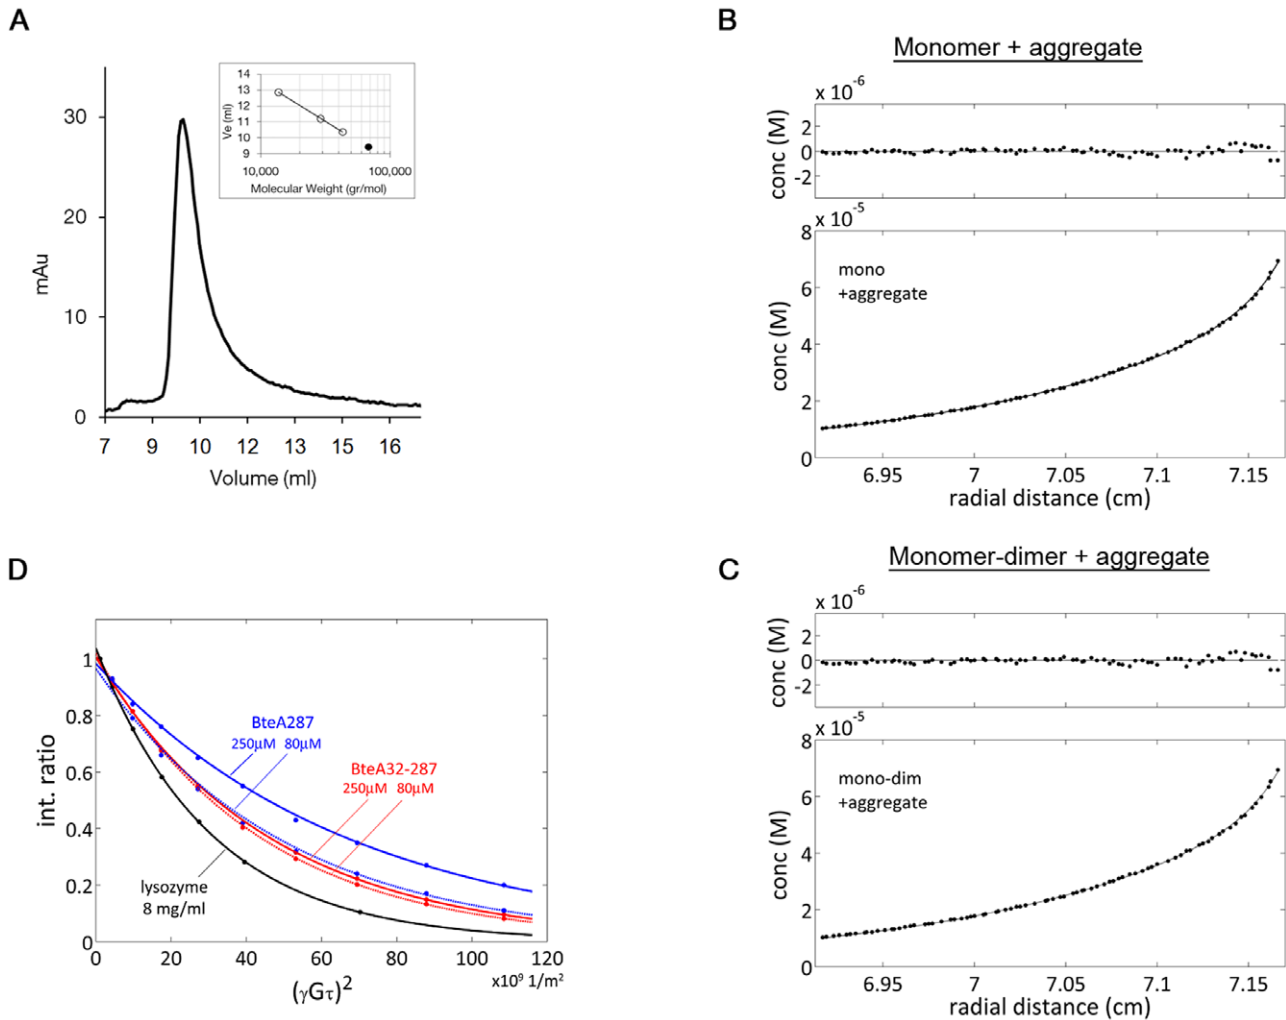 A
30
20
10
0
mAu
7 9 10 12 13 15 16
Volume (ml)
14
13
12
11
10
9
Ve (ml)
10,000 100,000
Molecular Weight (gr/mol)
B
Monomer + aggregate
x 10-6
2
0
-2
conc (M)
x 10-5
8
6
4
2
0
conc (M)
mono
+aggregate
6.95 7 7.05 7.1 7.15
radial distance (cm)
D
1
0.8
0.6
0.4
0.2
0
int. ratio
BteA287
250µM 80µM
BteA32-287
250µM 80µM
lysozyme
8 mg/ml
0 20 40 60 80 100 120
x10⁹ 1/m²
(γGτ)²
C
Monomer-dimer + aggregate
x 10-6
2
0
-2
conc (M)
x 10-5
8
6
4
2
0
conc (M)
mono-dim
+aggregate
6.95 7 7.05 7.1 7.15
radial distance (cm)